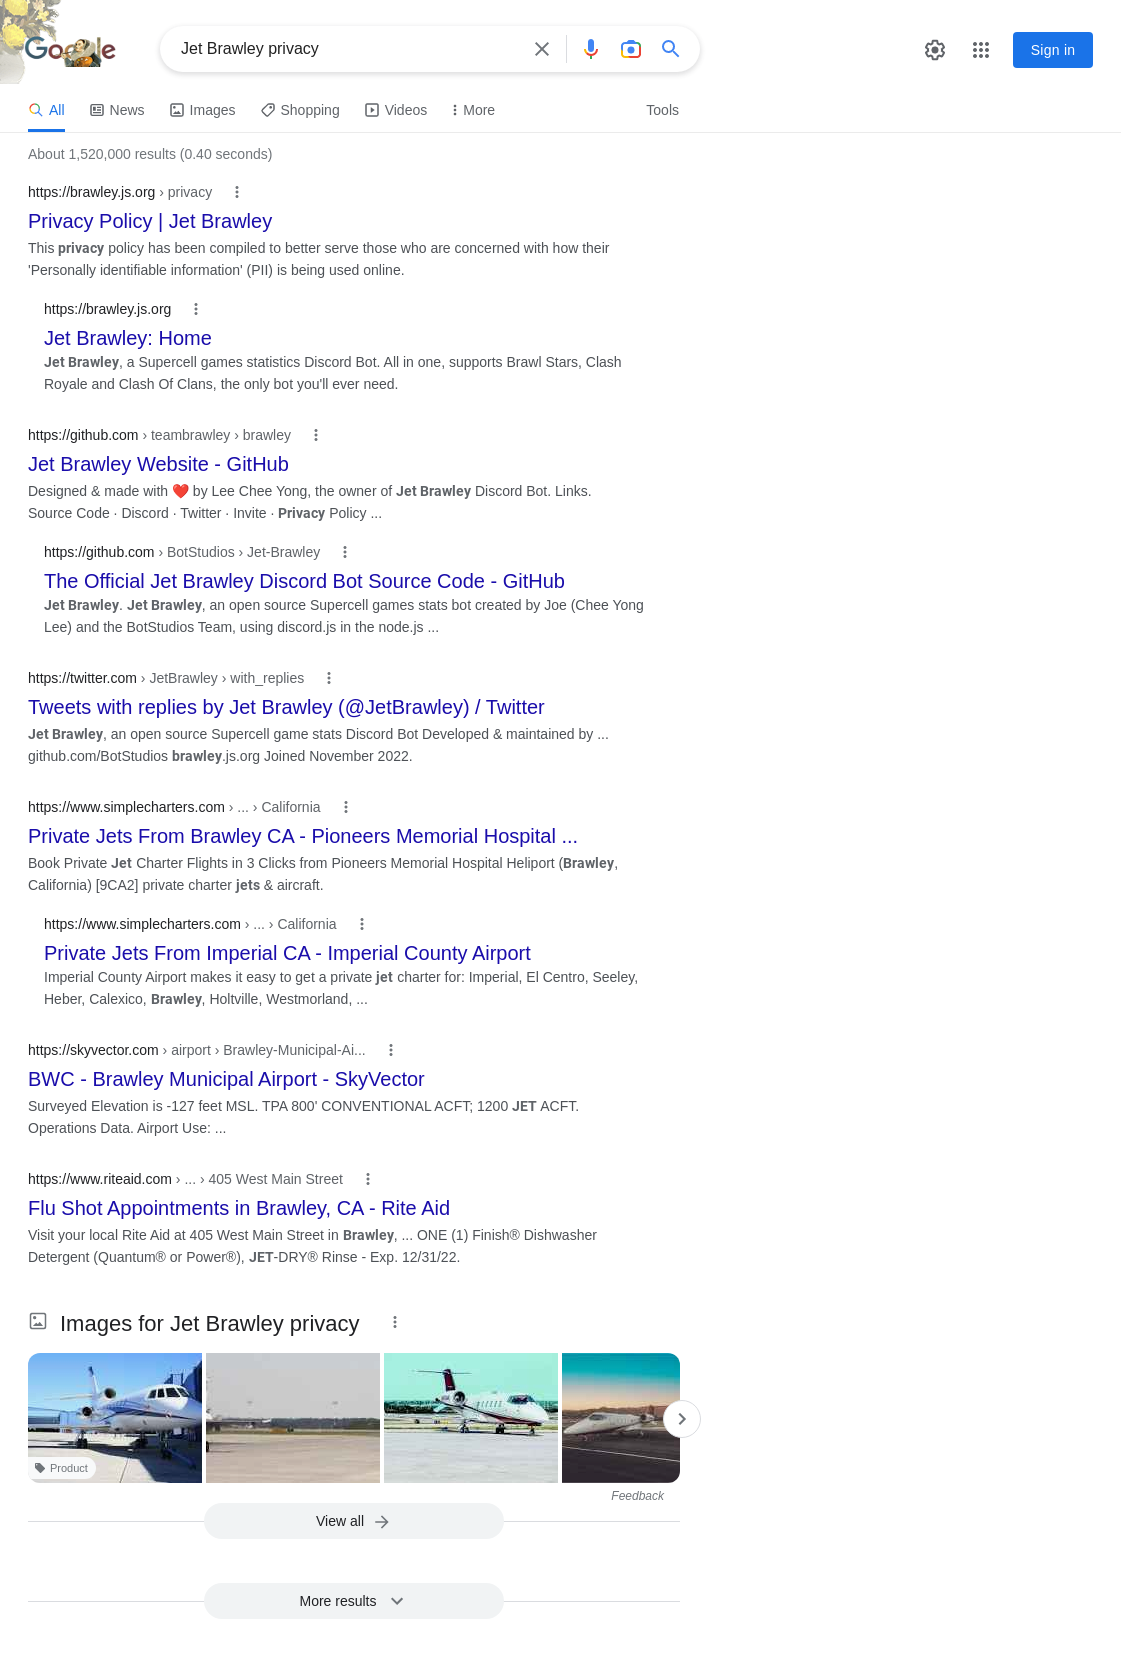 Google
Jet Brawley privacy
Sign in
All News Images Shopping Videos More Tools
About 1,520,000 results (0.40 seconds)
https://brawley.js.org › privacy
Privacy Policy | Jet Brawley
This privacy policy has been compiled to better serve those who are concerned with how their
'Personally identifiable information' (PII) is being used online.
https://brawley.js.org
Jet Brawley: Home
Jet Brawley, a Supercell games statistics Discord Bot. All in one, supports Brawl Stars, Clash
Royale and Clash Of Clans, the only bot you'll ever need.
https://github.com › teambrawley › brawley
Jet Brawley Website - GitHub
Designed & made with ❤️ by Lee Chee Yong, the owner of Jet Brawley Discord Bot. Links.
Source Code · Discord · Twitter · Invite · Privacy Policy ...
https://github.com › BotStudios › Jet-Brawley
The Official Jet Brawley Discord Bot Source Code - GitHub
Jet Brawley. Jet Brawley, an open source Supercell games stats bot created by Joe (Chee Yong
Lee) and the BotStudios Team, using discord.js in the node.js ...
https://twitter.com › JetBrawley › with_replies
Tweets with replies by Jet Brawley (@JetBrawley) / Twitter
Jet Brawley, an open source Supercell game stats Discord Bot Developed & maintained by ...
github.com/BotStudios brawley.js.org Joined November 2022.
https://www.simplecharters.com › ... › California
Private Jets From Brawley CA - Pioneers Memorial Hospital ...
Book Private Jet Charter Flights in 3 Clicks from Pioneers Memorial Hospital Heliport (Brawley,
California) [9CA2] private charter jets & aircraft.
https://www.simplecharters.com › ... › California
Private Jets From Imperial CA - Imperial County Airport
Imperial County Airport makes it easy to get a private jet charter for: Imperial, El Centro, Seeley,
Heber, Calexico, Brawley, Holtville, Westmorland, ...
https://skyvector.com › airport › Brawley-Municipal-Ai...
BWC - Brawley Municipal Airport - SkyVector
Surveyed Elevation is -127 feet MSL. TPA 800' CONVENTIONAL ACFT; 1200 JET ACFT.
Operations Data. Airport Use: ...
https://www.riteaid.com › ... › 405 West Main Street
Flu Shot Appointments in Brawley, CA - Rite Aid
Visit your local Rite Aid at 405 West Main Street in Brawley, ... ONE (1) Finish® Dishwasher
Detergent (Quantum® or Power®), JET-DRY® Rinse - Exp. 12/31/22.
Images for Jet Brawley privacy
Product
Feedback
View all
More results